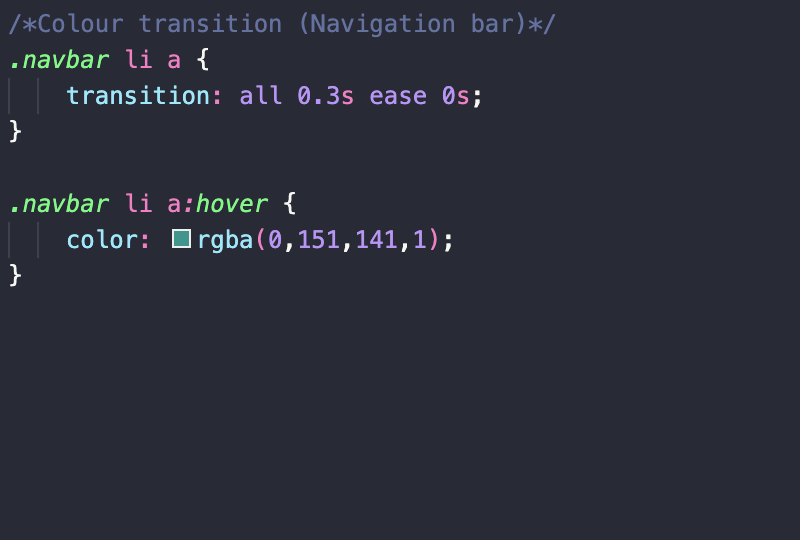 /*Colour transition (Navigation bar)*/
.navbar li a {
    transition: all 0.3s ease 0s;
}

.navbar li a:hover {
    color: rgba(0,151,141,1);
}